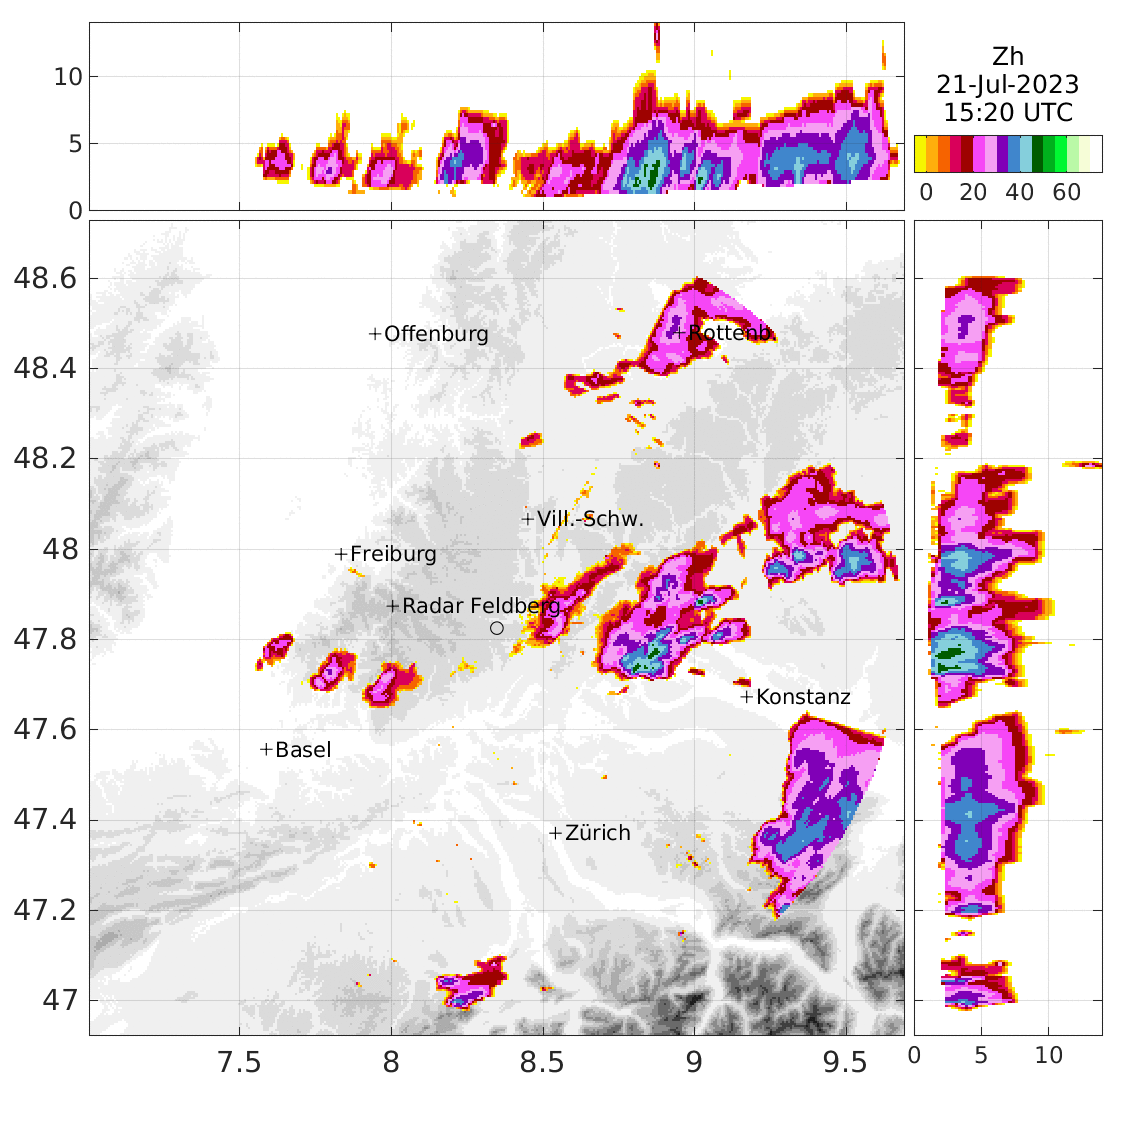 10
5
0
Zh
21-Jul-2023
15:20 UTC
0 20 40 60
48.6
48.4
48.2
48
47.8
47.6
47.4
47.2
47
+Offenburg
+Rottenb
+Vill.-Schw.
+Freiburg
+Radar Feldberg
+Konstanz
+Basel
+Zürich
7.5 8 8.5 9 9.5
0 5 10